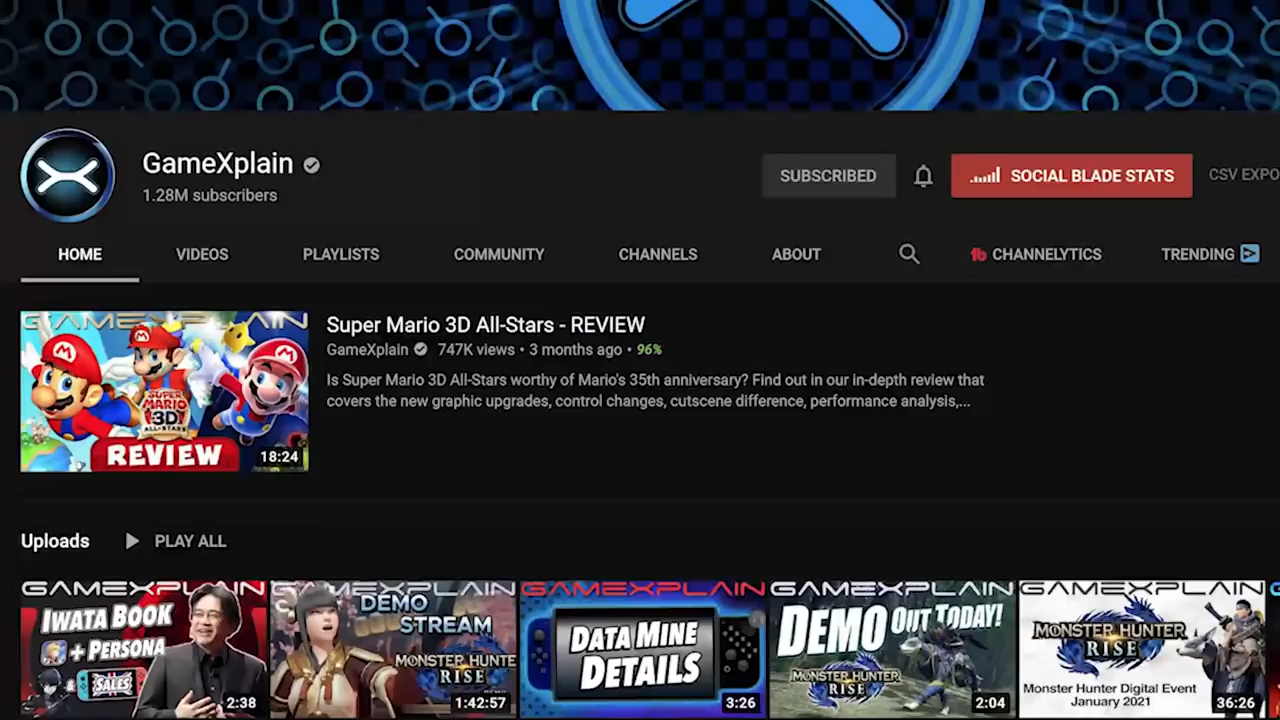 GameXplain
1.28M subscribers
SUBSCRIBED
SOCIAL BLADE STATS
CSV EXPO
HOME
VIDEOS
PLAYLISTS
COMMUNITY
CHANNELS
ABOUT
CHANNELYTICS
TRENDING
GAMEXPLAIN
SUPER
MARIO
3D
ALL-STARS
REVIEW
18:24
Super Mario 3D All-Stars - REVIEW
GameXplain 747K views • 3 months ago • 96%
Is Super Mario 3D All-Stars worthy of Mario's 35th anniversary? Find out in our in-depth review that
covers the new graphic upgrades, control changes, cutscene difference, performance analysis,...
Uploads
PLAY ALL
GAMEXPLAIN
IWATA BOOK
+ PERSONA
SALES
2:38
GAMEXPLAIN
DEMO
STREAM
MONSTER HUNTE
RISE
1:42:57
GAMEXPLAIN
DATA MINE
DETAILS
3:26
GAMEXPLAIN
DEMO OUT TODAY!
MONSTER HUNTER
RISE
2:04
GAMEXPLAIN
MONSTER HUNTER
RISE
Monster Hunter Digital Event
January 2021
36:26